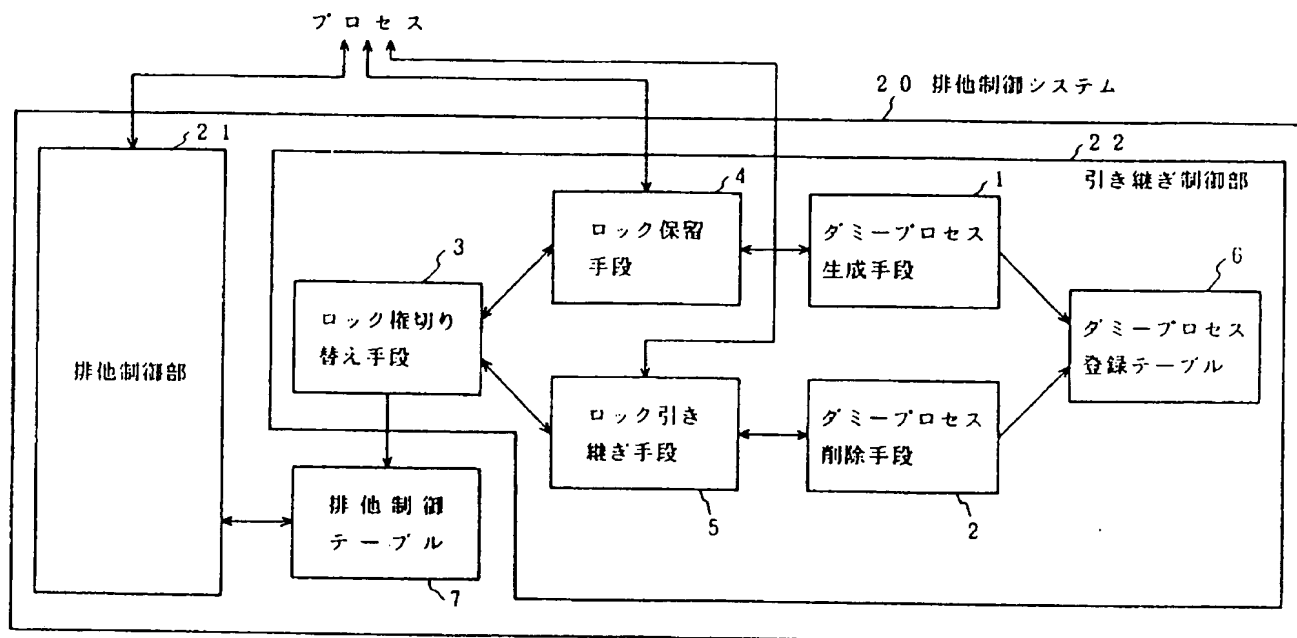 プロセス
20 排他制御システム
21
22
引き継ぎ制御部
4
ロック保留
手段
1
ダミープロセス
生成手段
3
ロック権切り
替え手段
6
ダミープロセス
登録テーブル
排他制御部
ロック引き
継ぎ手段
5
ダミープロセス
削除手段
2
排他制御
テーブル
7